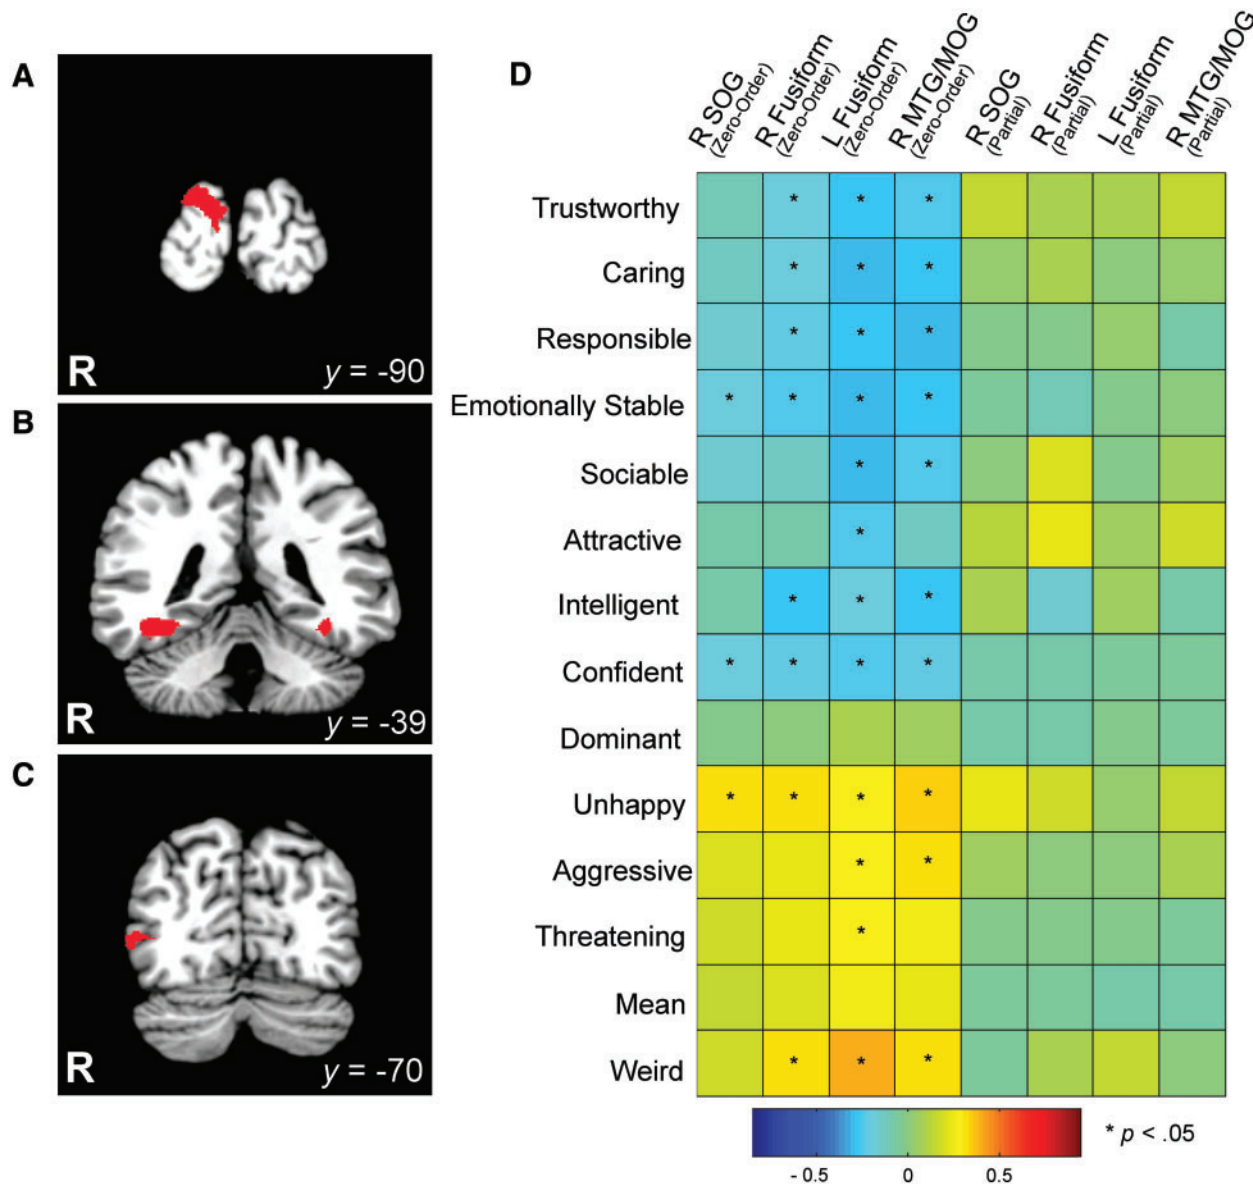 A
R
y = -90
B
R
y = -39
C
R
y = -70
D
R SOG
(Zero-Order)
R Fusiform
(Zero-Order)
L Fusiform
(Zero-Order)
R MTG/MOG
(Zero-Order)
R SOG
(Partial)
R Fusiform
(Partial)
L Fusiform
(Partial)
R MTG/MOG
(Partial)
Trustworthy * * *
Caring * * *
Responsible * * *
Emotionally Stable * * * *
Sociable * *
Attractive *
Intelligent * * *
Confident * * * *
Dominant
Unhappy * * * *
Aggressive * *
Threatening *
Mean
Weird * * *
* p < .05
- 0.5 0 0.5